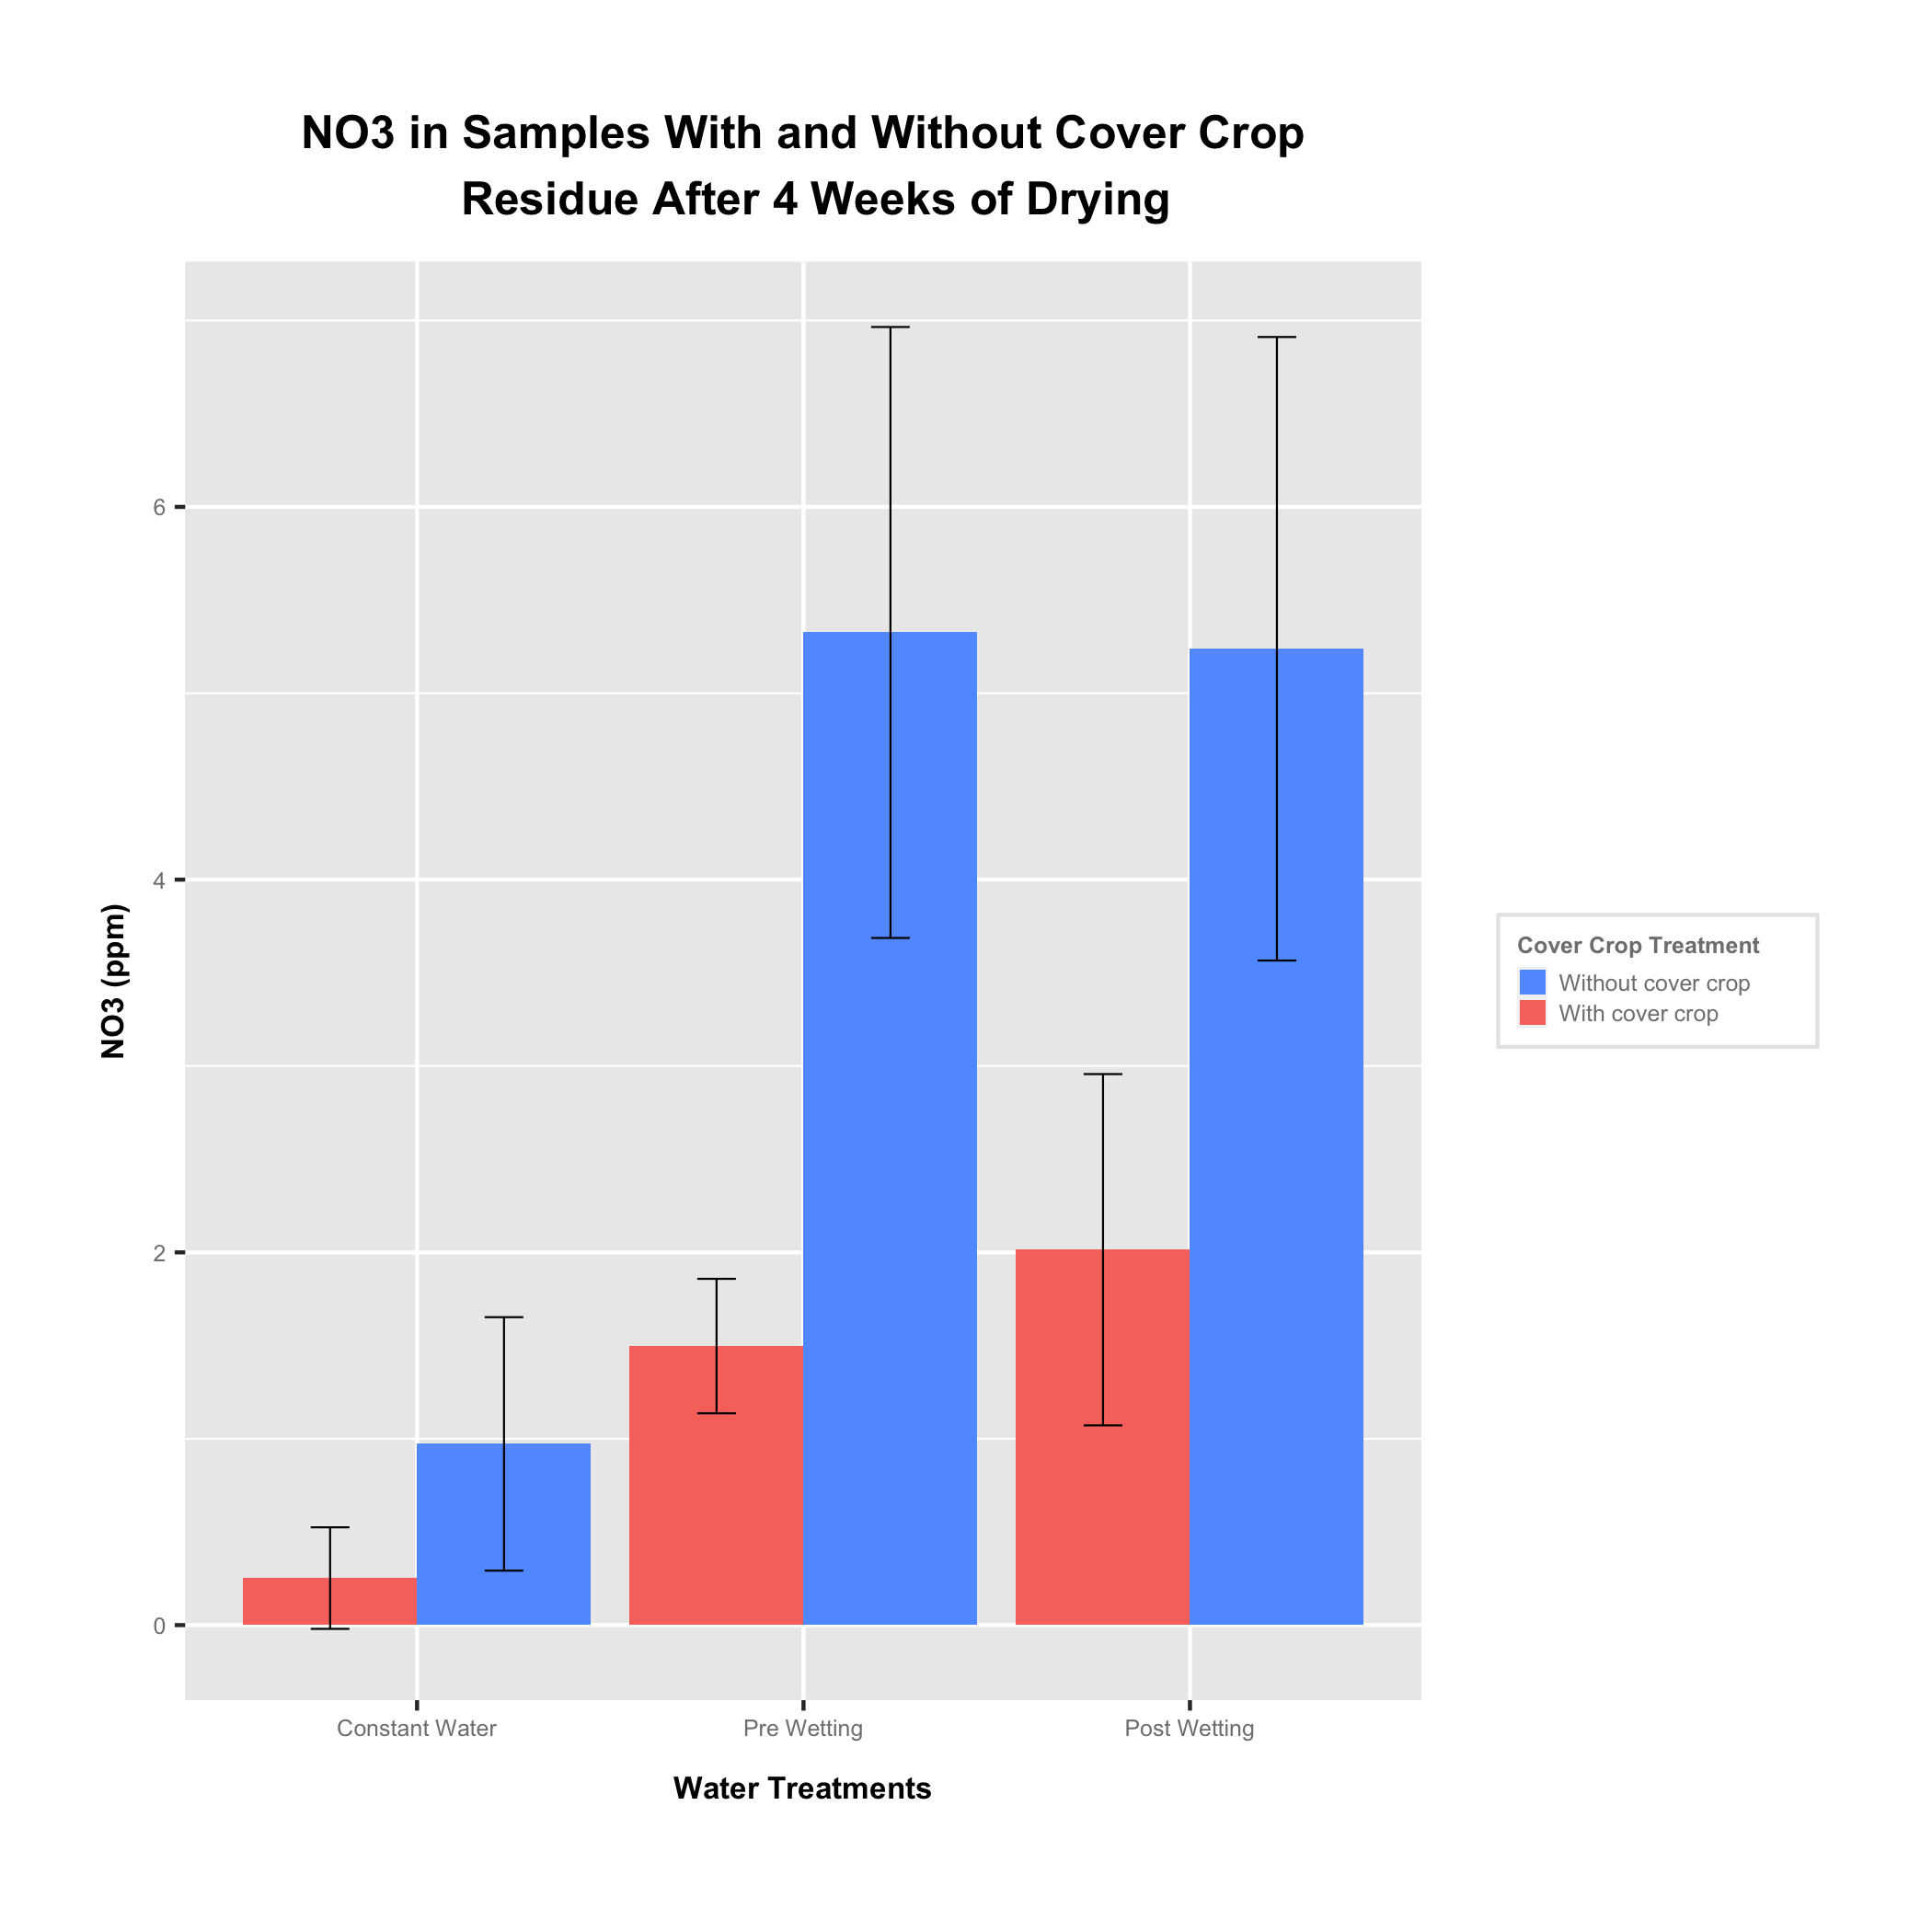 NO3 in Samples With and Without Cover Crop
Residue After 4 Weeks of Drying
6
4
2
0
NO3 (ppm)
Constant Water
Pre Wetting
Post Wetting
Water Treatments
Cover Crop Treatment
Without cover crop
With cover crop